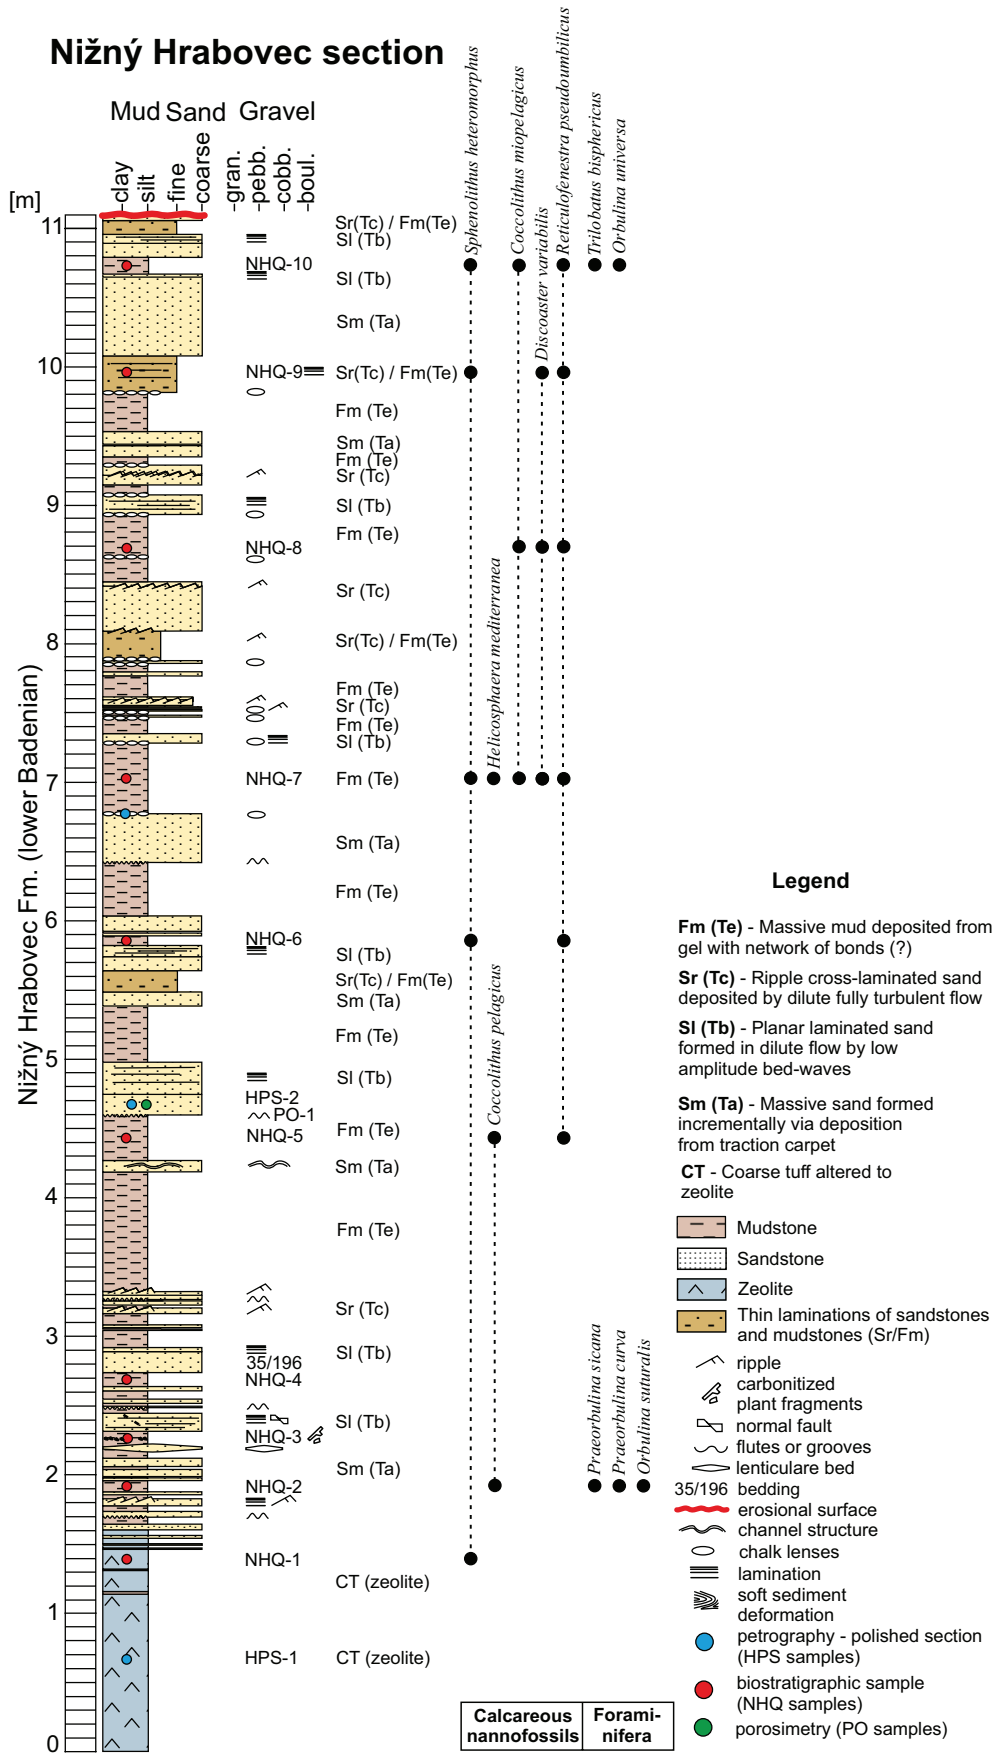 Nižný Hrabovec section
Mud Sand Gravel
clay
silt
fine
coarse
gran.
pebb.
cobb.
boul.
[m]
Sphenolithus heteromorphus
Helicosphaera mediterranea
Coccolithus pelagicus
Coccolithus miopelagicus
Discoaster variabilis
Reticulofenestra pseudoumbilicus
Trilobatus bisphericus
Orbulina universa
Praeorbulina sicana
Praeorbulina curva
Orbulina suturalis
Nižný Hrabovec Fm. (lower Badenian)
11
10
9
8
7
6
5
4
3
2
1
0
Sr(Tc) / Fm(Te)
Sl (Tb)
NHQ-10
Sl (Tb)
Sm (Ta)
NHQ-9 Sr(Tc) / Fm(Te)
Fm (Te)
Sm (Ta)
Fm (Te)
Sr (Tc)
Sl (Tb)
Fm (Te)
NHQ-8
Sr (Tc)
Sr(Tc) / Fm(Te)
Fm (Te)
Sr (Tc)
Fm (Te)
Sl (Tb)
NHQ-7 Fm (Te)
Sm (Ta)
Fm (Te)
NHQ-6
Sl (Tb)
Sr(Tc) / Fm(Te)
Sm (Ta)
Fm (Te)
Sl (Tb)
HPS-2
PO-1
Fm (Te)
NHQ-5
Sm (Ta)
Fm (Te)
Sr (Tc)
Sl (Tb)
35/196
NHQ-4
Sl (Tb)
NHQ-3
Sm (Ta)
NHQ-2
NHQ-1
CT (zeolite)
HPS-1 CT (zeolite)
Calcareous nannofossils
Forami-nifera
Legend
Fm (Te) - Massive mud deposited from
gel with network of bonds (?)
Sr (Tc) - Ripple cross-laminated sand
deposited by dilute fully turbulent flow
Sl (Tb) - Planar laminated sand
formed in dilute flow by low
amplitude bed-waves
Sm (Ta) - Massive sand formed
incrementally via deposition
from traction carpet
CT - Coarse tuff altered to
zeolite
Mudstone
Sandstone
Zeolite
Thin laminations of sandstones
and mudstones (Sr/Fm)
ripple
carbonitized
plant fragments
normal fault
flutes or grooves
lenticulare bed
35/196 bedding
erosional surface
channel structure
chalk lenses
lamination
soft sediment
deformation
petrography - polished section
(HPS samples)
biostratigraphic sample
(NHQ samples)
porosimetry (PO samples)